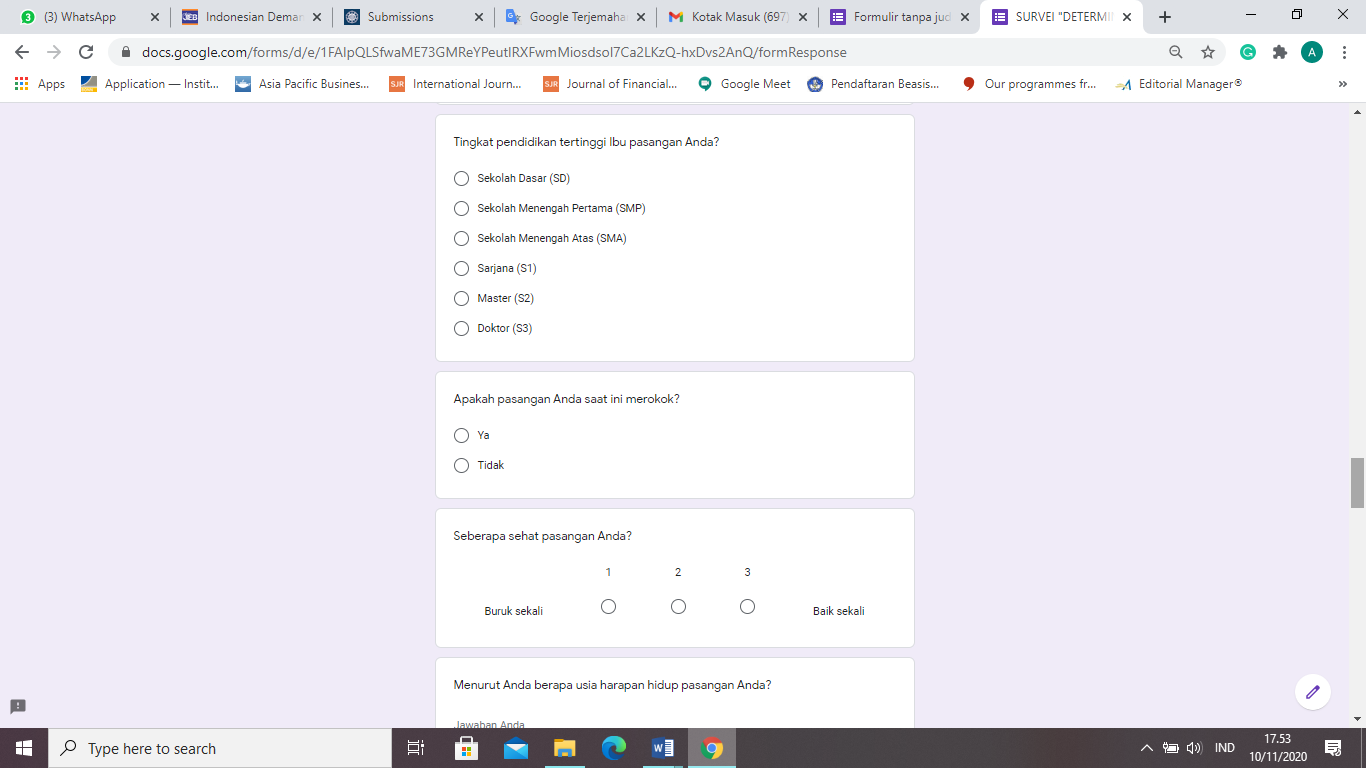 (3) WhatsApp
Indonesian Deman
Submissions
Google Terjemaha
Kotak Masuk (697)
Formulir tanpa jud
SURVEI "DETERMI
docs.google.com/forms/d/e/1FAIpQLSfwaME73GMReYPeutIRXFwmMiosdsoI7Ca2LKzQ-hxDvs2AnQ/formResponse
A
Apps
Application — Instit...
Asia Pacific Busines...
SJR
International Journ...
SJR
Journal of Financial...
Google Meet
Pendaftaran Beasis...
Our programmes fr...
Editorial Manager®
»
Tingkat pendidikan tertinggi Ibu pasangan Anda?
Sekolah Dasar (SD)
Sekolah Menengah Pertama (SMP)
Sekolah Menengah Atas (SMA)
Sarjana (S1)
Master (S2)
Doktor (S3)
Apakah pasangan Anda saat ini merokok?
Ya
Tidak
Seberapa sehat pasangan Anda?
1 2 3
Buruk sekali Baik sekali
Menurut Anda berapa usia harapan hidup pasangan Anda?
Jawaban Anda
Type here to search
IND
17.53
10/11/2020